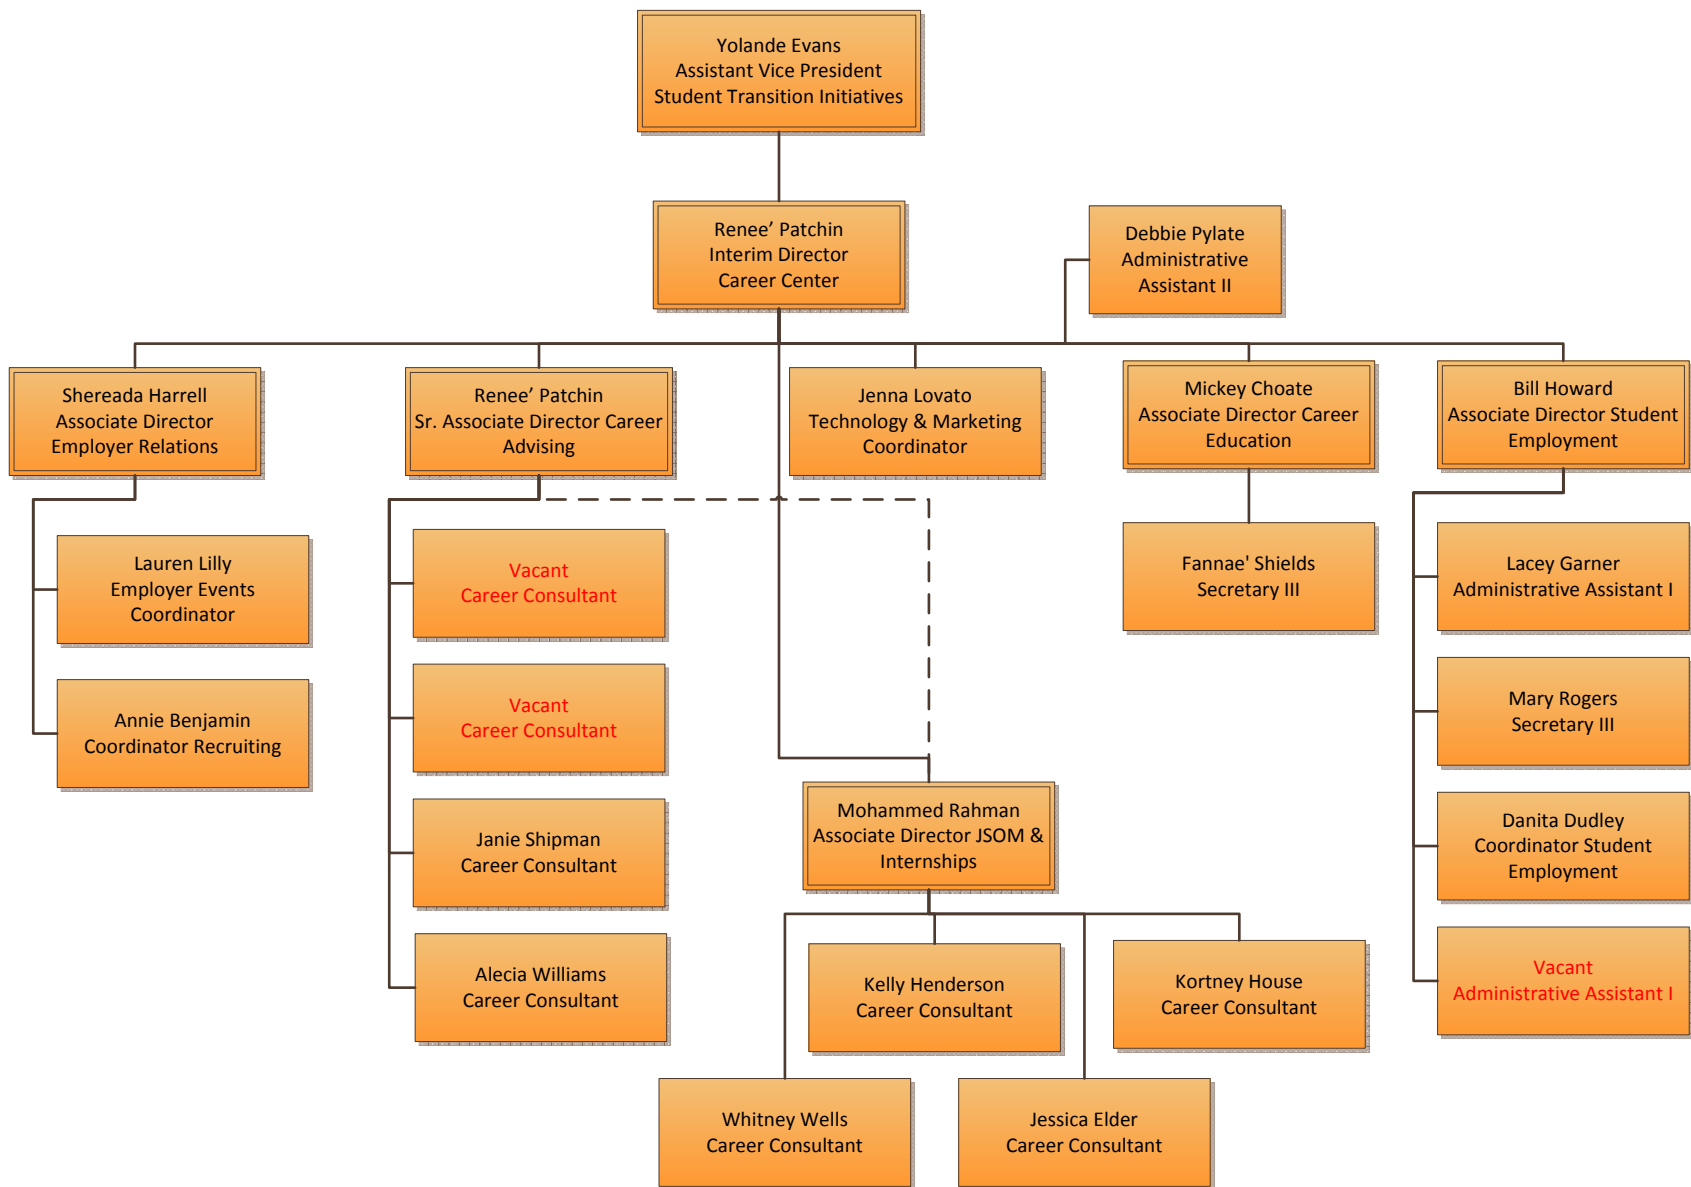 Yolande Evans
Assistant Vice President
Student Transition Initiatives
Renee’ Patchin
Interim Director
Career Center
Debbie Pylate
Administrative
Assistant II
Shereada Harrell
Associate Director
Employer Relations
Renee’ Patchin
Sr. Associate Director Career
Advising
Jenna Lovato
Technology & Marketing
Coordinator
Mickey Choate
Associate Director Career
Education
Bill Howard
Associate Director Student
Employment
Lauren Lilly
Employer Events
Coordinator
Annie Benjamin
Coordinator Recruiting
Vacant
Career Consultant
Vacant
Career Consultant
Janie Shipman
Career Consultant
Alecia Williams
Career Consultant
Mohammed Rahman
Associate Director JSOM &
Internships
Kelly Henderson
Career Consultant
Kortney House
Career Consultant
Whitney Wells
Career Consultant
Jessica Elder
Career Consultant
Fannae' Shields
Secretary III
Lacey Garner
Administrative Assistant I
Mary Rogers
Secretary III
Danita Dudley
Coordinator Student
Employment
Vacant
Administrative Assistant I